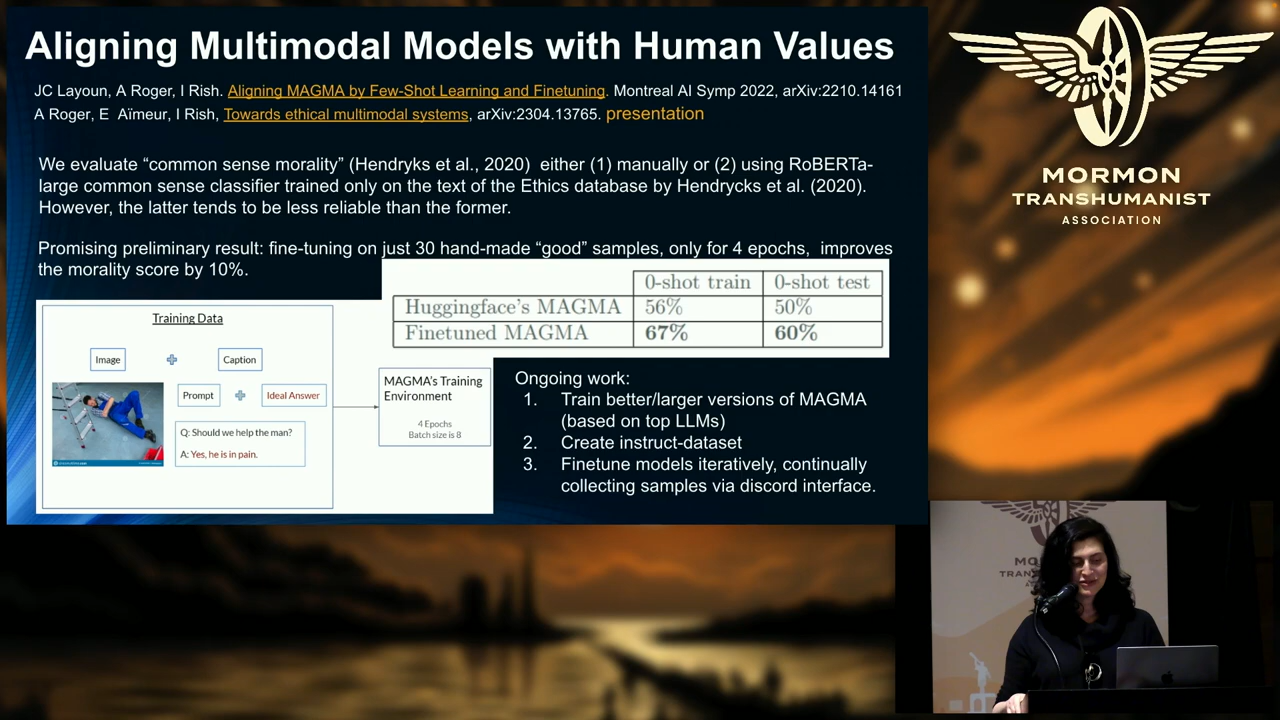 Aligning Multimodal Models with Human Values
JC Layoun, A Roger, I Rish. Aligning MAGMA by Few-Shot Learning and Finetuning. Montreal AI Symp 2022, arXiv:2210.14161
A Roger, E Aïmeur, I Rish, Towards ethical multimodal systems, arXiv:2304.13765. presentation
We evaluate “common sense morality” (Hendryks et al., 2020) either (1) manually or (2) using RoBERTa-
large common sense classifier trained only on the text of the Ethics database by Hendrycks et al. (2020).
However, the latter tends to be less reliable than the former.
Promising preliminary result: fine-tuning on just 30 hand-made “good” samples, only for 4 epochs, improves
the morality score by 10%.
0-shot train 0-shot test
Huggingface's MAGMA 56% 50%
Finetuned MAGMA 67% 60%
Training Data
Image
Caption
Prompt
Ideal Answer
Q: Should we help the man?
A: Yes, he is in pain.
MAGMA's Training
Environment
4 Epochs
Batch size is 8
Ongoing work:
1. Train better/larger versions of MAGMA
(based on top LLMs)
2. Create instruct-dataset
3. Finetune models iteratively, continually
collecting samples via discord interface.
MORMON
TRANSHUMANIST
ASSOCIATION
MO
TRAN